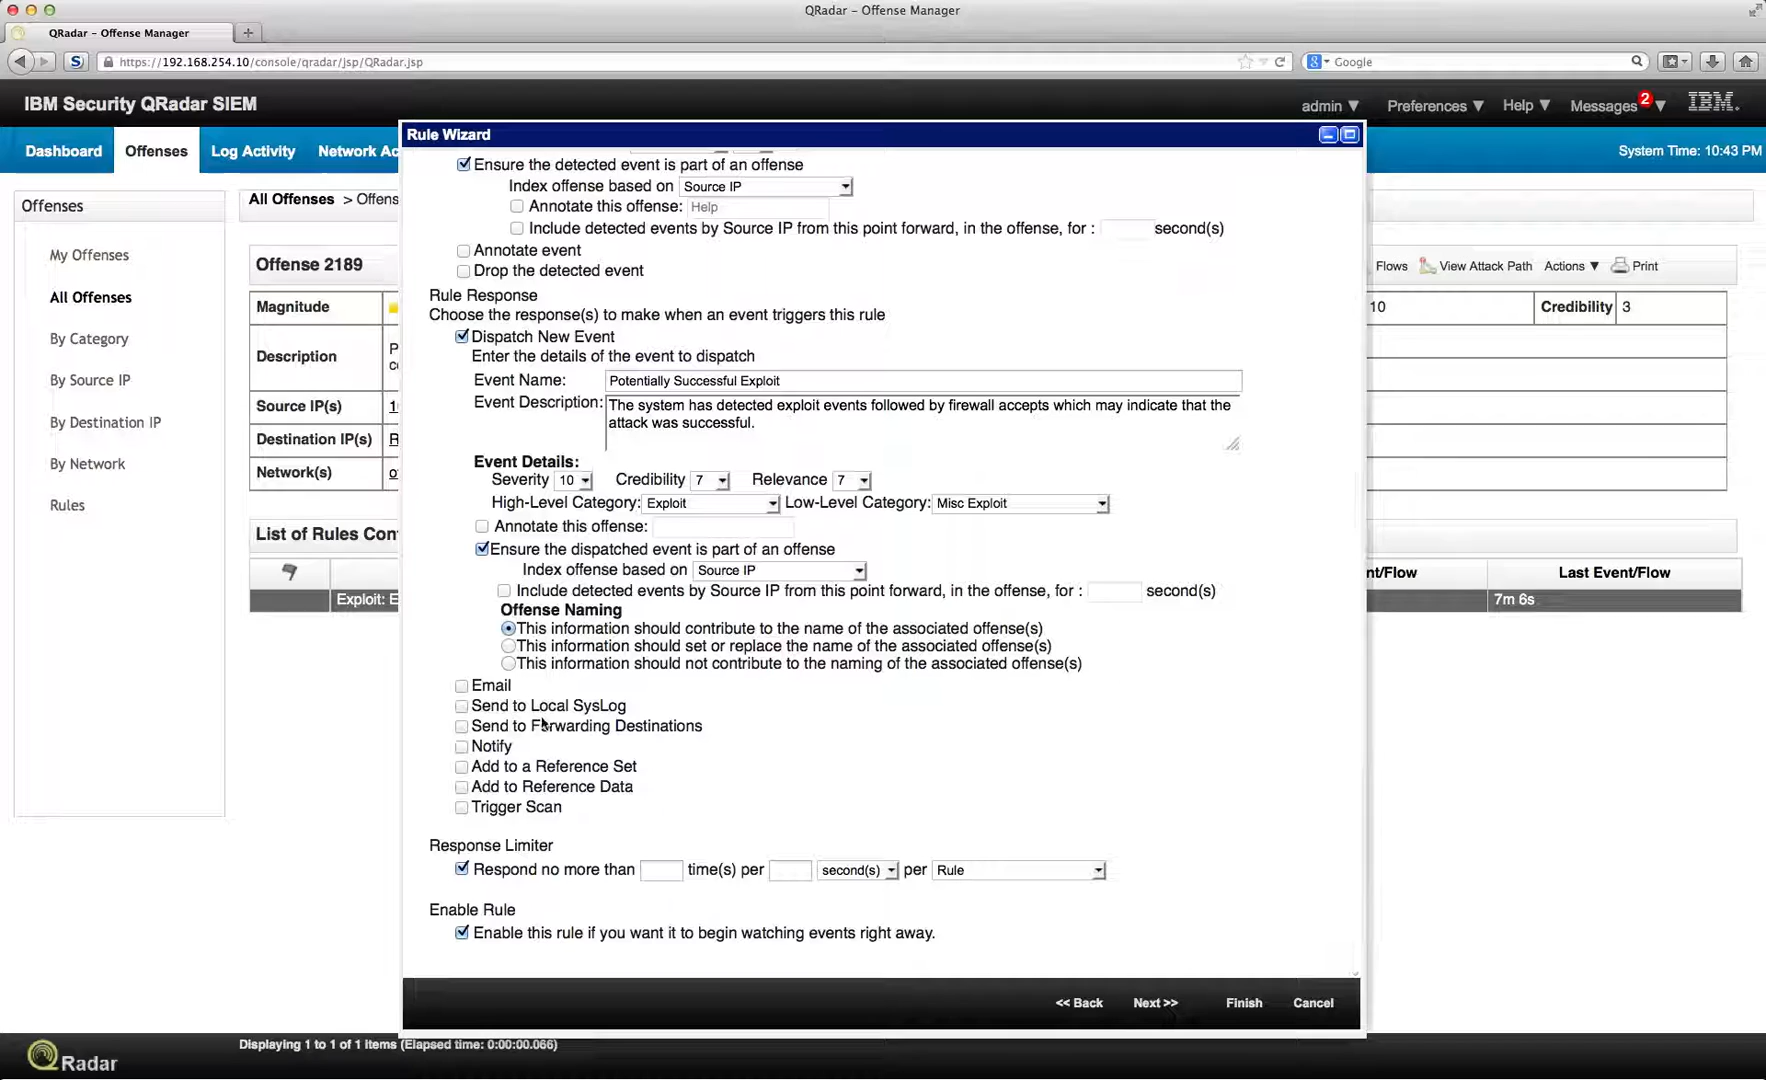 QRadar – Offense Manager
QRadar – Offense Manager
https://192.168.254.10/console/qradar/jsp/QRadar.jsp
Google
IBM Security QRadar SIEM
admin ▼ Preferences ▼ Help ▼ Messages 2 ▼ IBM.
Dashboard Offenses Log Activity Network Ac
System Time: 10:43 PM
Rule Wizard
Offenses
My Offenses
All Offenses
By Category
By Source IP
By Destination IP
By Network
Rules
All Offenses > Offens
Offense 2189
Magnitude
Description
Source IP(s)
Destination IP(s) R
Network(s)
List of Rules Con
Exploit: E
Ensure the detected event is part of an offense
Index offense based on Source IP
Annotate this offense: Help
Include detected events by Source IP from this point forward, in the offense, for : second(s)
Annotate event
Drop the detected event
Rule Response
Choose the response(s) to make when an event triggers this rule
Dispatch New Event
Enter the details of the event to dispatch
Event Name: Potentially Successful Exploit
Event Description: The system has detected exploit events followed by firewall accepts which may indicate that the
attack was successful.
Event Details:
Severity 10 Credibility 7 Relevance 7
High-Level Category: Exploit Low-Level Category: Misc Exploit
Annotate this offense:
Ensure the dispatched event is part of an offense
Index offense based on Source IP
Include detected events by Source IP from this point forward, in the offense, for : second(s)
Offense Naming
This information should contribute to the name of the associated offense(s)
This information should set or replace the name of the associated offense(s)
This information should not contribute to the naming of the associated offense(s)
Email
Send to Local SysLog
Send to Forwarding Destinations
Notify
Add to a Reference Set
Add to Reference Data
Trigger Scan
Response Limiter
Respond no more than time(s) per second(s) per Rule
Enable Rule
Enable this rule if you want it to begin watching events right away.
<< Back Next >> Finish Cancel
Flows View Attack Path Actions ▼ Print
10 Credibility 3
nt/Flow Last Event/Flow
7m 6s
QRadar
Displaying 1 to 1 of 1 items (Elapsed time: 0:00:00.066)